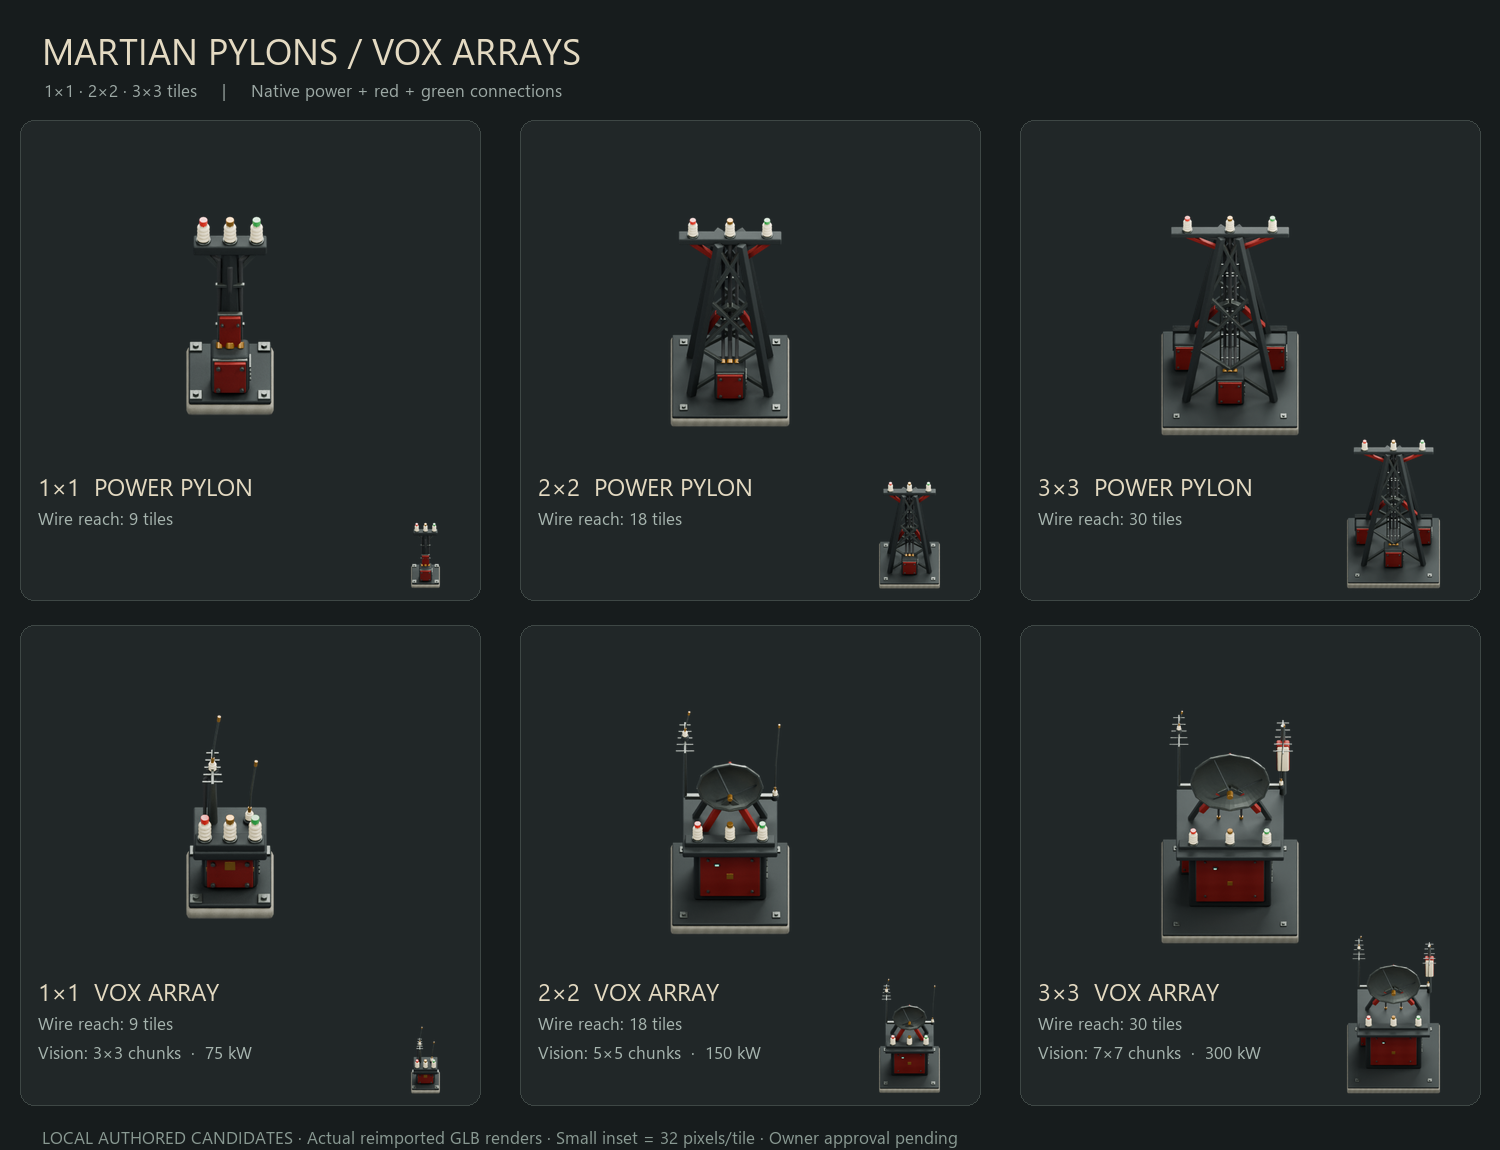 MARTIAN PYLONS / VOX ARRAYS
1×1 · 2×2 · 3×3 tiles | Native power + red + green connections
1×1 POWER PYLON
Wire reach: 9 tiles
2×2 POWER PYLON
Wire reach: 18 tiles
3×3 POWER PYLON
Wire reach: 30 tiles
1×1 VOX ARRAY
Wire reach: 9 tiles
Vision: 3×3 chunks · 75 kW
2×2 VOX ARRAY
Wire reach: 18 tiles
Vision: 5×5 chunks · 150 kW
3×3 VOX ARRAY
Wire reach: 30 tiles
Vision: 7×7 chunks · 300 kW
LOCAL AUTHORED CANDIDATES · Actual reimported GLB renders · Small inset = 32 pixels/tile · Owner approval pending